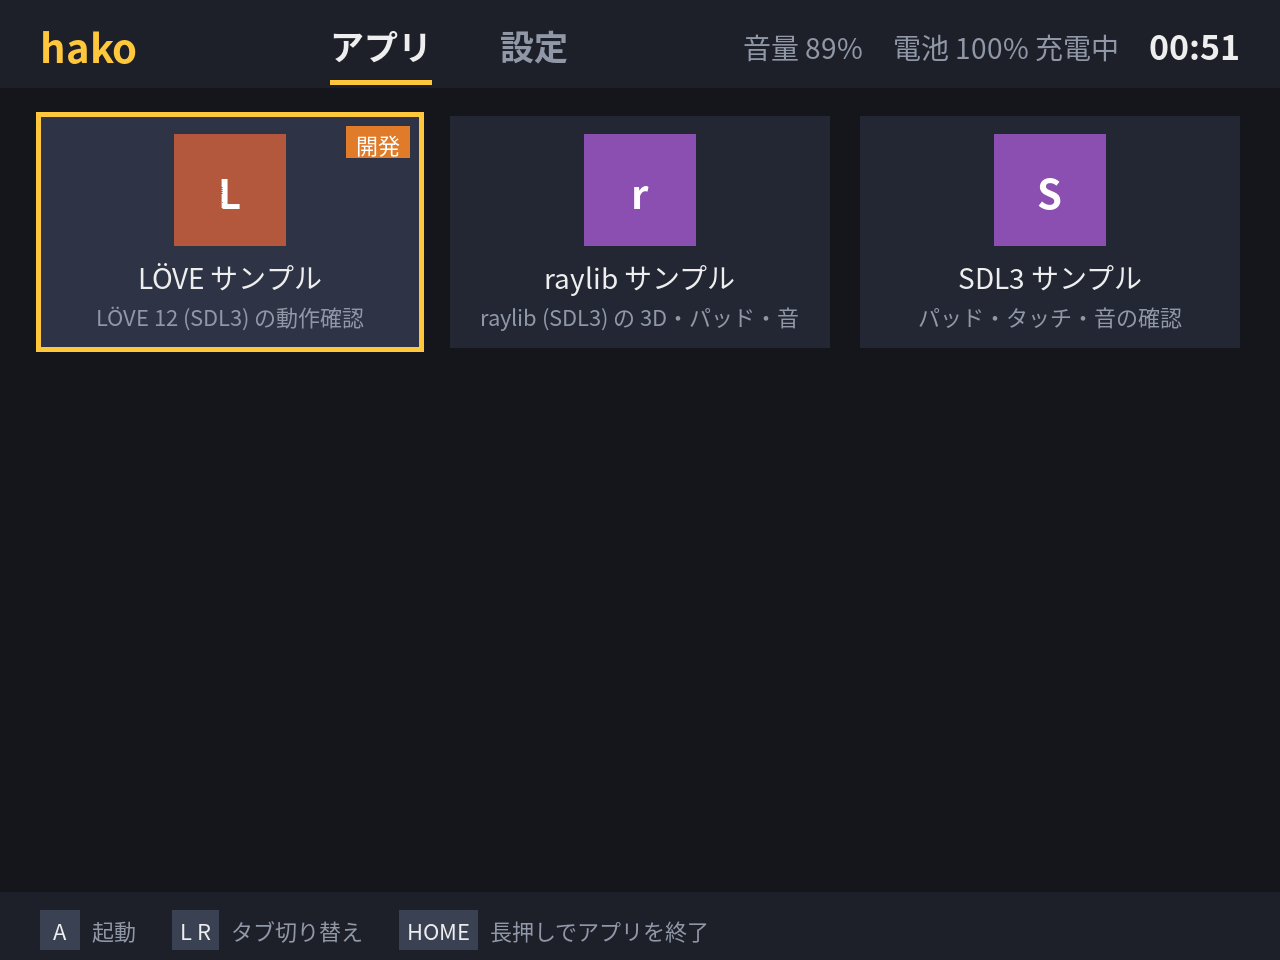 hako アプリ 設定 音量 89% 電池 100% 充電中 00:51
開発
L
LÖVE サンプル
LÖVE 12 (SDL3) の動作確認
r
raylib サンプル
raylib (SDL3) の 3D・パッド・音
S
SDL3 サンプル
パッド・タッチ・音の確認
A 起動 L R タブ切り替え HOME 長押しでアプリを終了